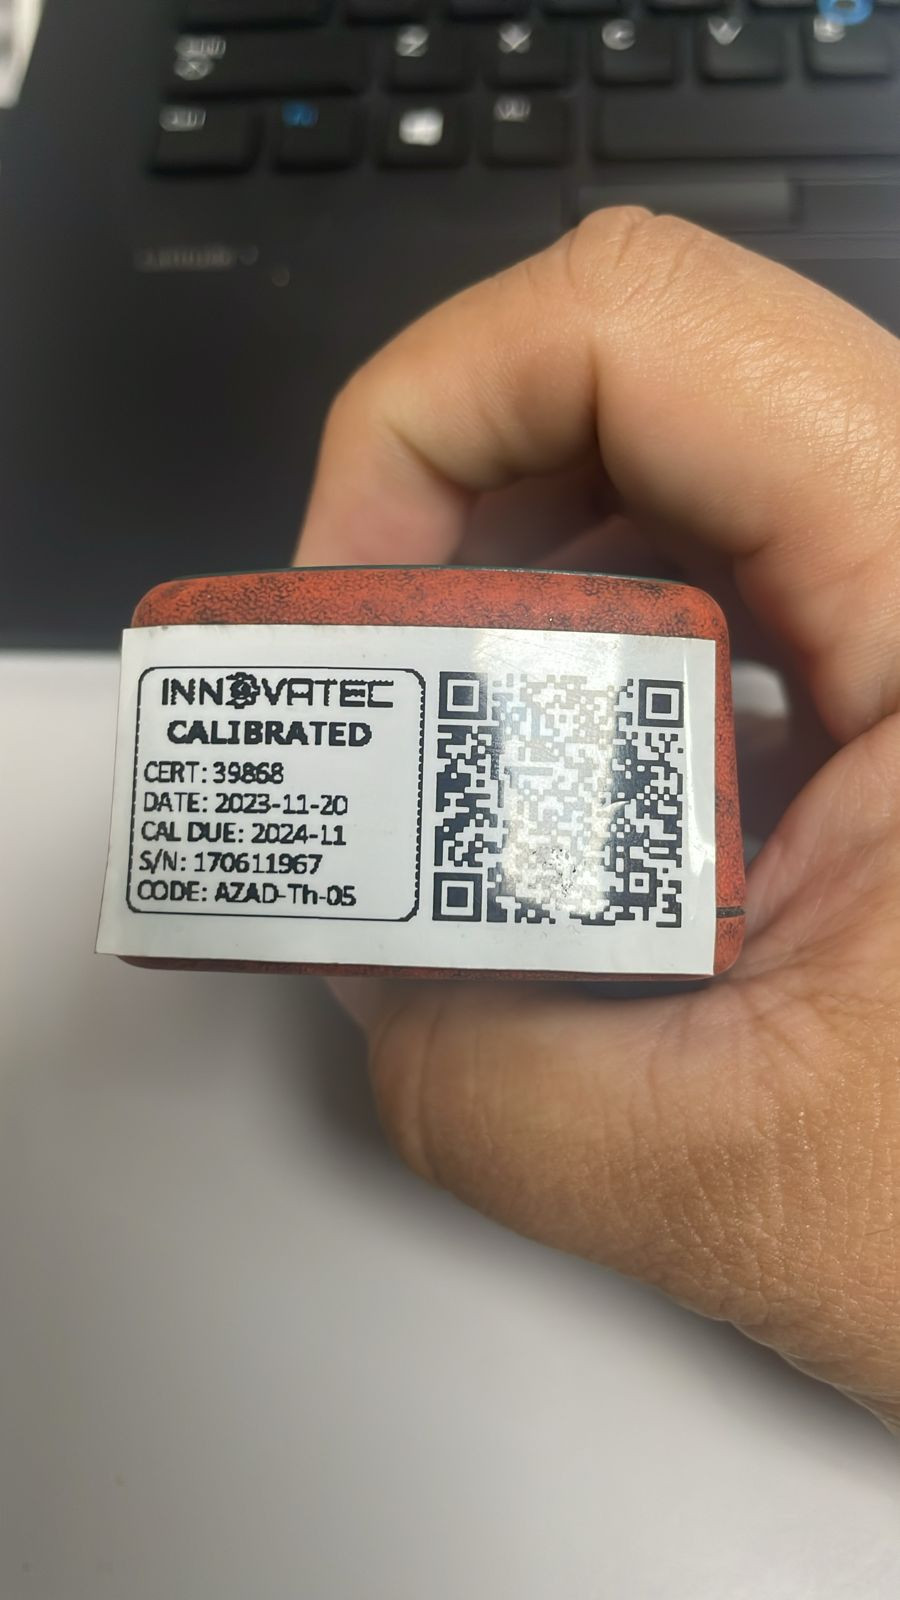 Z X C V B
INNOVATEC
CALIBRATED
CERT: 39868
DATE: 2023-11-20
CAL DUE: 2024-11
S/N: 170611967
CODE: AZAD-Th-05